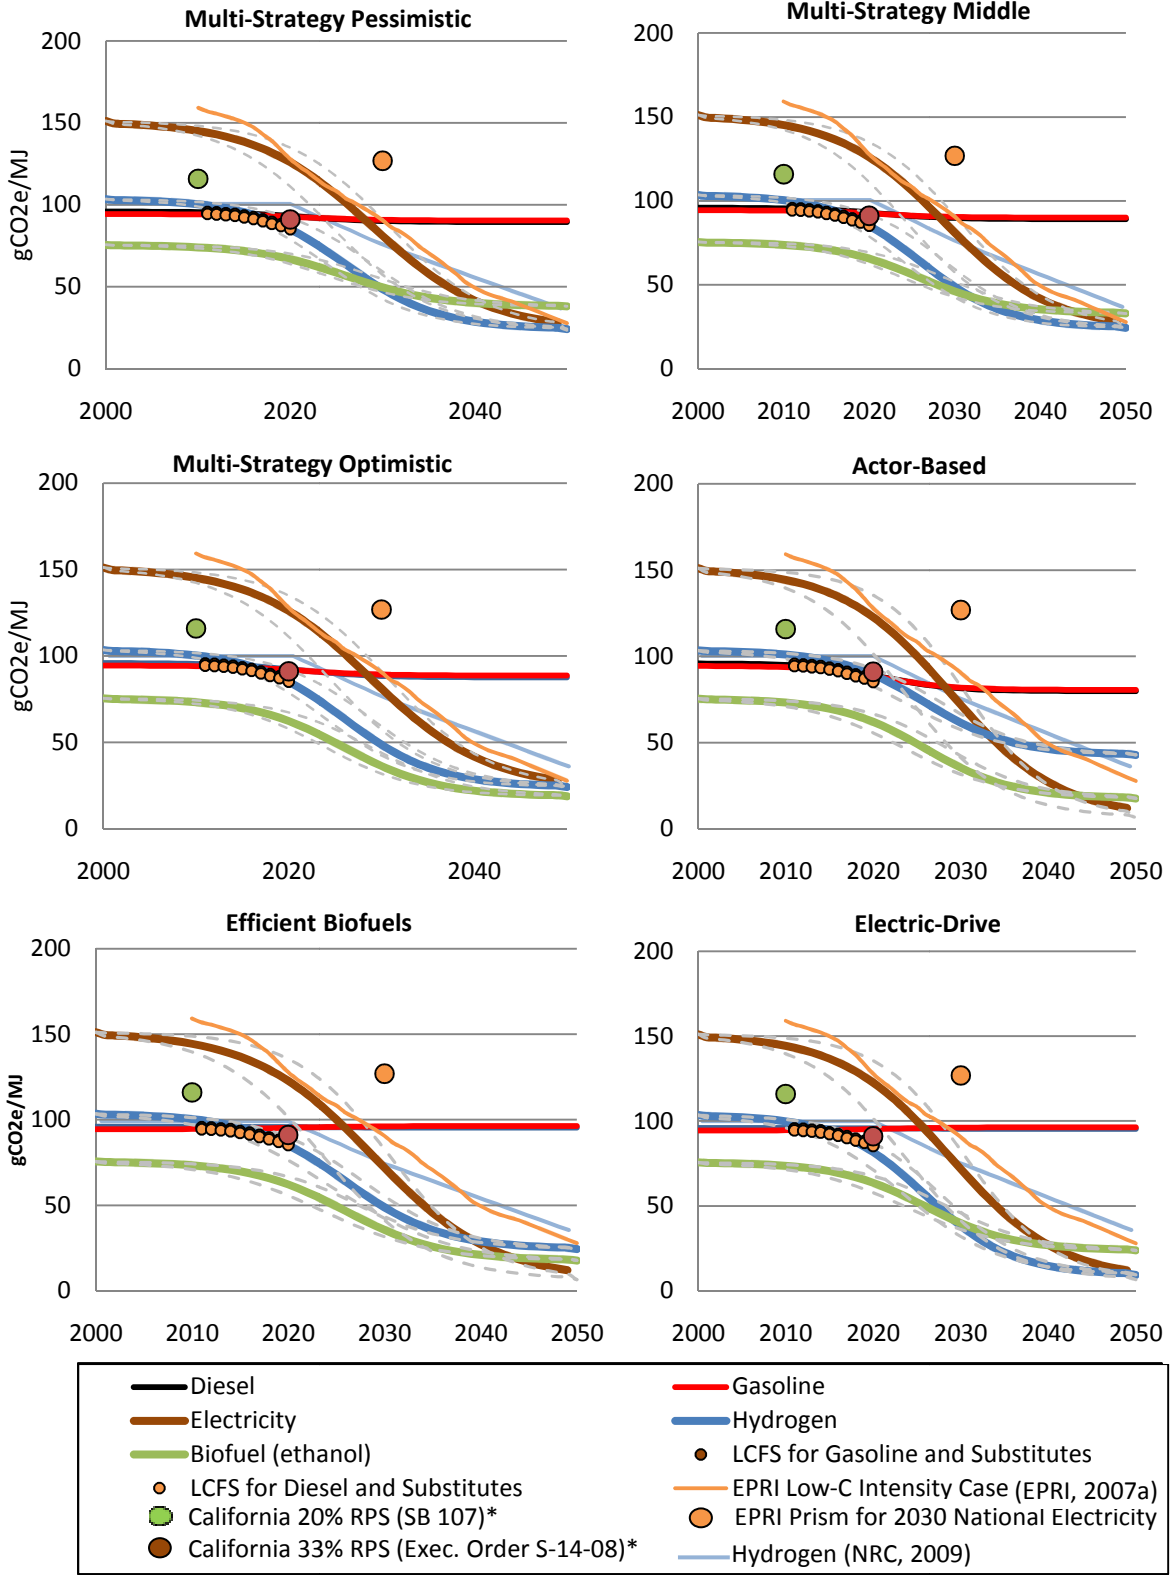 Multi-Strategy Pessimistic
Multi-Strategy Middle
200
150
100
50
0
gCO2e/MJ
2000 2020 2040
200
150
100
50
0
2000 2010 2020 2030 2040 2050
Multi-Strategy Optimistic
Actor-Based
200
150
100
50
0
gCO2e/MJ
2000 2020 2040
200
150
100
50
0
2000 2010 2020 2030 2040 2050
Efficient Biofuels
Electric-Drive
200
150
100
50
0
gCO2e/MJ
2000 2010 2020 2030 2040 2050
200
150
100
50
0
2000 2010 2020 2030 2040 2050
Diesel
Gasoline
Electricity
Hydrogen
Biofuel (ethanol)
LCFS for Gasoline and Substitutes
LCFS for Diesel and Substitutes
EPRI Low-C Intensity Case (EPRI, 2007a)
California 20% RPS (SB 107)*
EPRI Prism for 2030 National Electricity
California 33% RPS (Exec. Order S-14-08)*
Hydrogen (NRC, 2009)